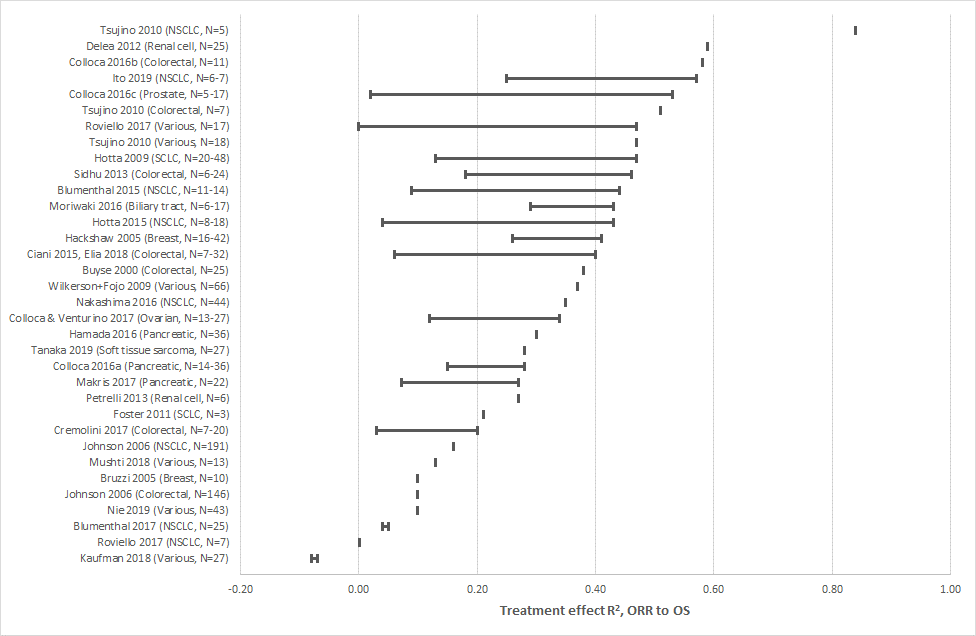 Tsujino 2010 (NSCLC, N=5)
Delea 2012 (Renal cell, N=25)
Colloca 2016b (Colorectal, N=11)
Ito 2019 (NSCLC, N=6-7)
Colloca 2016c (Prostate, N=5-17)
Tsujino 2010 (Colorectal, N=7)
Roviello 2017 (Various, N=17)
Tsujino 2010 (Various, N=18)
Hotta 2009 (SCLC, N=20-48)
Sidhu 2013 (Colorectal, N=6-24)
Blumenthal 2015 (NSCLC, N=11-14)
Moriwaki 2016 (Biliary tract, N=6-17)
Hotta 2015 (NSCLC, N=8-18)
Hackshaw 2005 (Breast, N=16-42)
Ciani 2015, Elia 2018 (Colorectal, N=7-32)
Buyse 2000 (Colorectal, N=25)
Wilkerson+Fojo 2009 (Various, N=66)
Nakashima 2016 (NSCLC, N=44)
Colloca & Venturino 2017 (Ovarian, N=13-27)
Hamada 2016 (Pancreatic, N=36)
Tanaka 2019 (Soft tissue sarcoma, N=27)
Colloca 2016a (Pancreatic, N=14-36)
Makris 2017 (Pancreatic, N=22)
Petrelli 2013 (Renal cell, N=6)
Foster 2011 (SCLC, N=3)
Cremolini 2017 (Colorectal, N=7-20)
Johnson 2006 (NSCLC, N=191)
Mushti 2018 (Various, N=13)
Bruzzi 2005 (Breast, N=10)
Johnson 2006 (Colorectal, N=146)
Nie 2019 (Various, N=43)
Blumenthal 2017 (NSCLC, N=25)
Roviello 2017 (NSCLC, N=7)
Kaufman 2018 (Various, N=27)
-0.20 0.00 0.20 0.40 0.60 0.80 1.00
Treatment effect R², ORR to OS